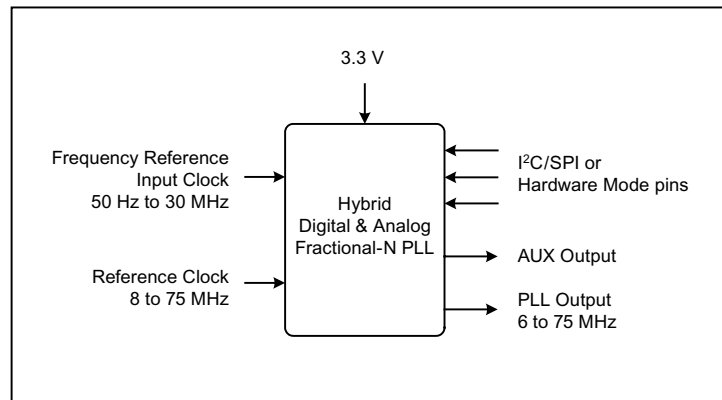 3.3 V
Frequency Reference
Input Clock
50 Hz to 30 MHz
Reference Clock
8 to 75 MHz
Hybrid
Digital & Analog
Fractional-N PLL
I²C/SPI or
Hardware Mode pins
AUX Output
PLL Output
6 to 75 MHz